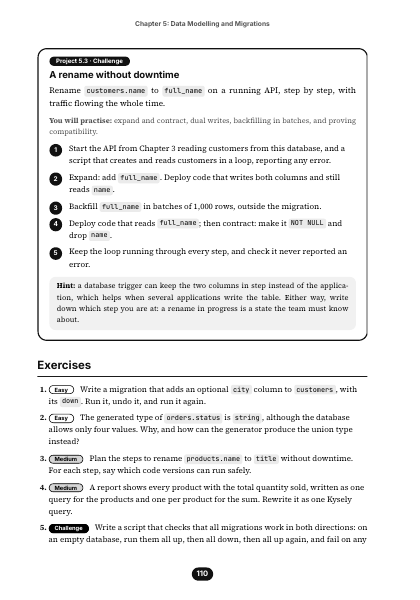 Chapter 5: Data Modelling and Migrations
Project 5.3 · Challenge
A rename without downtime
Rename customers.name to full_name on a running API, step by step, with
traffic flowing the whole time.
You will practise: expand and contract, dual writes, backfilling in batches, and proving
compatibility.
1 Start the API from Chapter 3 reading customers from this database, and a
script that creates and reads customers in a loop, reporting any error.
2 Expand: add full_name. Deploy code that writes both columns and still
reads name.
3 Backfill full_name in batches of 1,000 rows, outside the migration.
4 Deploy code that reads full_name; then contract: make it NOT NULL and
drop name.
5 Keep the loop running through every step, and check it never reported an
error.
Hint: a database trigger can keep the two columns in step instead of the applica-
tion, which helps when several applications write the table. Either way, write
down which step you are at: a rename in progress is a state the team must know
about.
Exercises
1. Easy Write a migration that adds an optional city column to customers, with
its down. Run it, undo it, and run it again.
2. Easy The generated type of orders.status is string, although the database
allows only four values. Why, and how can the generator produce the union type
instead?
3. Medium Plan the steps to rename products.name to title without downtime.
For each step, say which code versions can run safely.
4. Medium A report shows every product with the total quantity sold, written as one
query for the products and one per product for the sum. Rewrite it as one Kysely
query.
5. Challenge Write a script that checks that all migrations work in both directions: on
an empty database, run them all up, then all down, then all up again, and fail on any
110